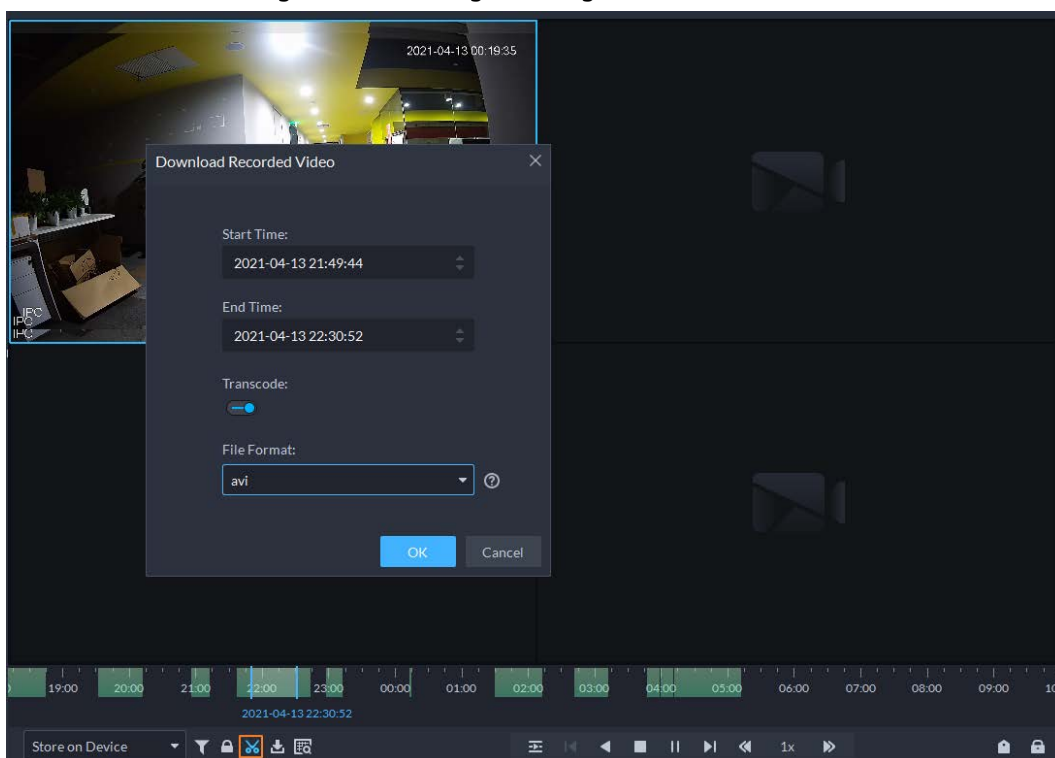 2021-04-13 00:19:35
Download Recorded Video
Start Time:
2021-04-13 21:49:44
End Time:
2021-04-13 22:30:52
Transcode:
File Format:
avi
OK Cancel
IPC
IPC
19:00 20:00 21:00 22:00 23:00 00:00 01:00 02:00 03:00 04:00 05:00 06:00 07:00 08:00 09:00
2021-04-13 22:30:52
Store on Device 1x